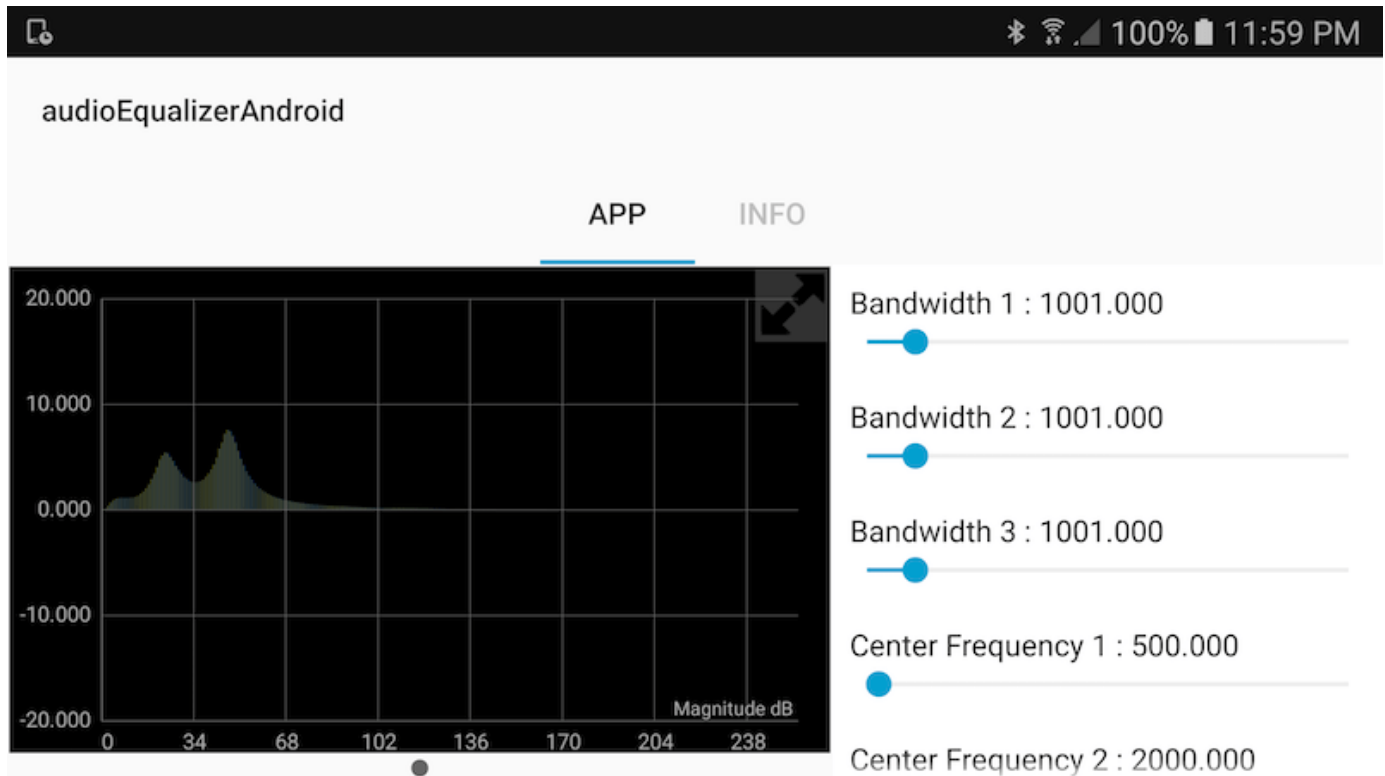 100% 11:59 PM
audioEqualizerAndroid
APP INFO
20.000
10.000
0.000
-10.000
-20.000
Magnitude dB
0 34 68 102 136 170 204 238
Bandwidth 1 : 1001.000
Bandwidth 2 : 1001.000
Bandwidth 3 : 1001.000
Center Frequency 1 : 500.000
Center Frequency 2 : 2000.000